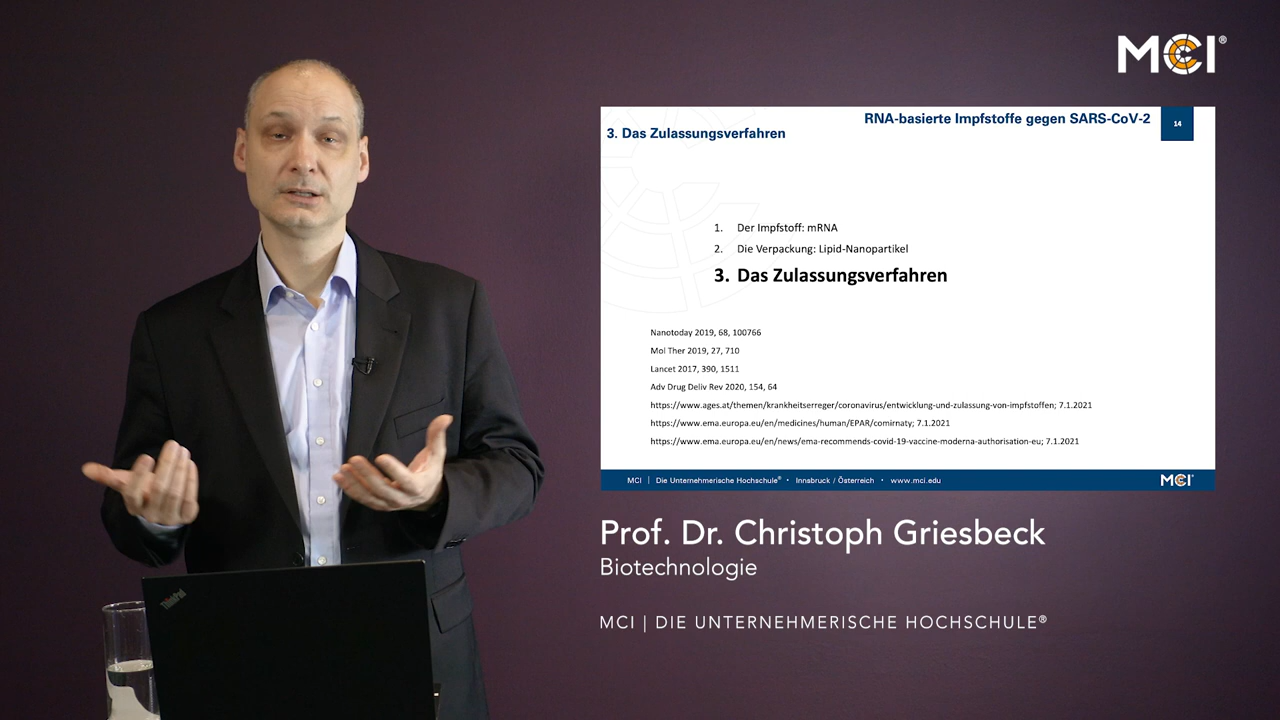 MCI®
RNA-basierte Impfstoffe gegen SARS-CoV-2
14
3. Das Zulassungsverfahren
1. Der Impfstoff: mRNA
2. Die Verpackung: Lipid-Nanopartikel
3. Das Zulassungsverfahren
Nanotoday 2019, 68, 100766
Mol Ther 2019, 27, 710
Lancet 2017, 390, 1511
Adv Drug Deliv Rev 2020, 154, 64
https://www.ages.at/themen/krankheitserreger/coronavirus/entwicklung-und-zulassung-von-impfstoffen; 7.1.2021
https://www.ema.europa.eu/en/medicines/human/EPAR/comirnaty; 7.1.2021
https://www.ema.europa.eu/en/news/ema-recommends-covid-19-vaccine-moderna-authorisation-eu; 7.1.2021
MCI | Die Unternehmerische Hochschule® • Innsbruck / Österreich • www.mci.edu
MCI®
Prof. Dr. Christoph Griesbeck
Biotechnologie
MCI | DIE UNTERNEHMERISCHE HOCHSCHULE®
ThinkPad